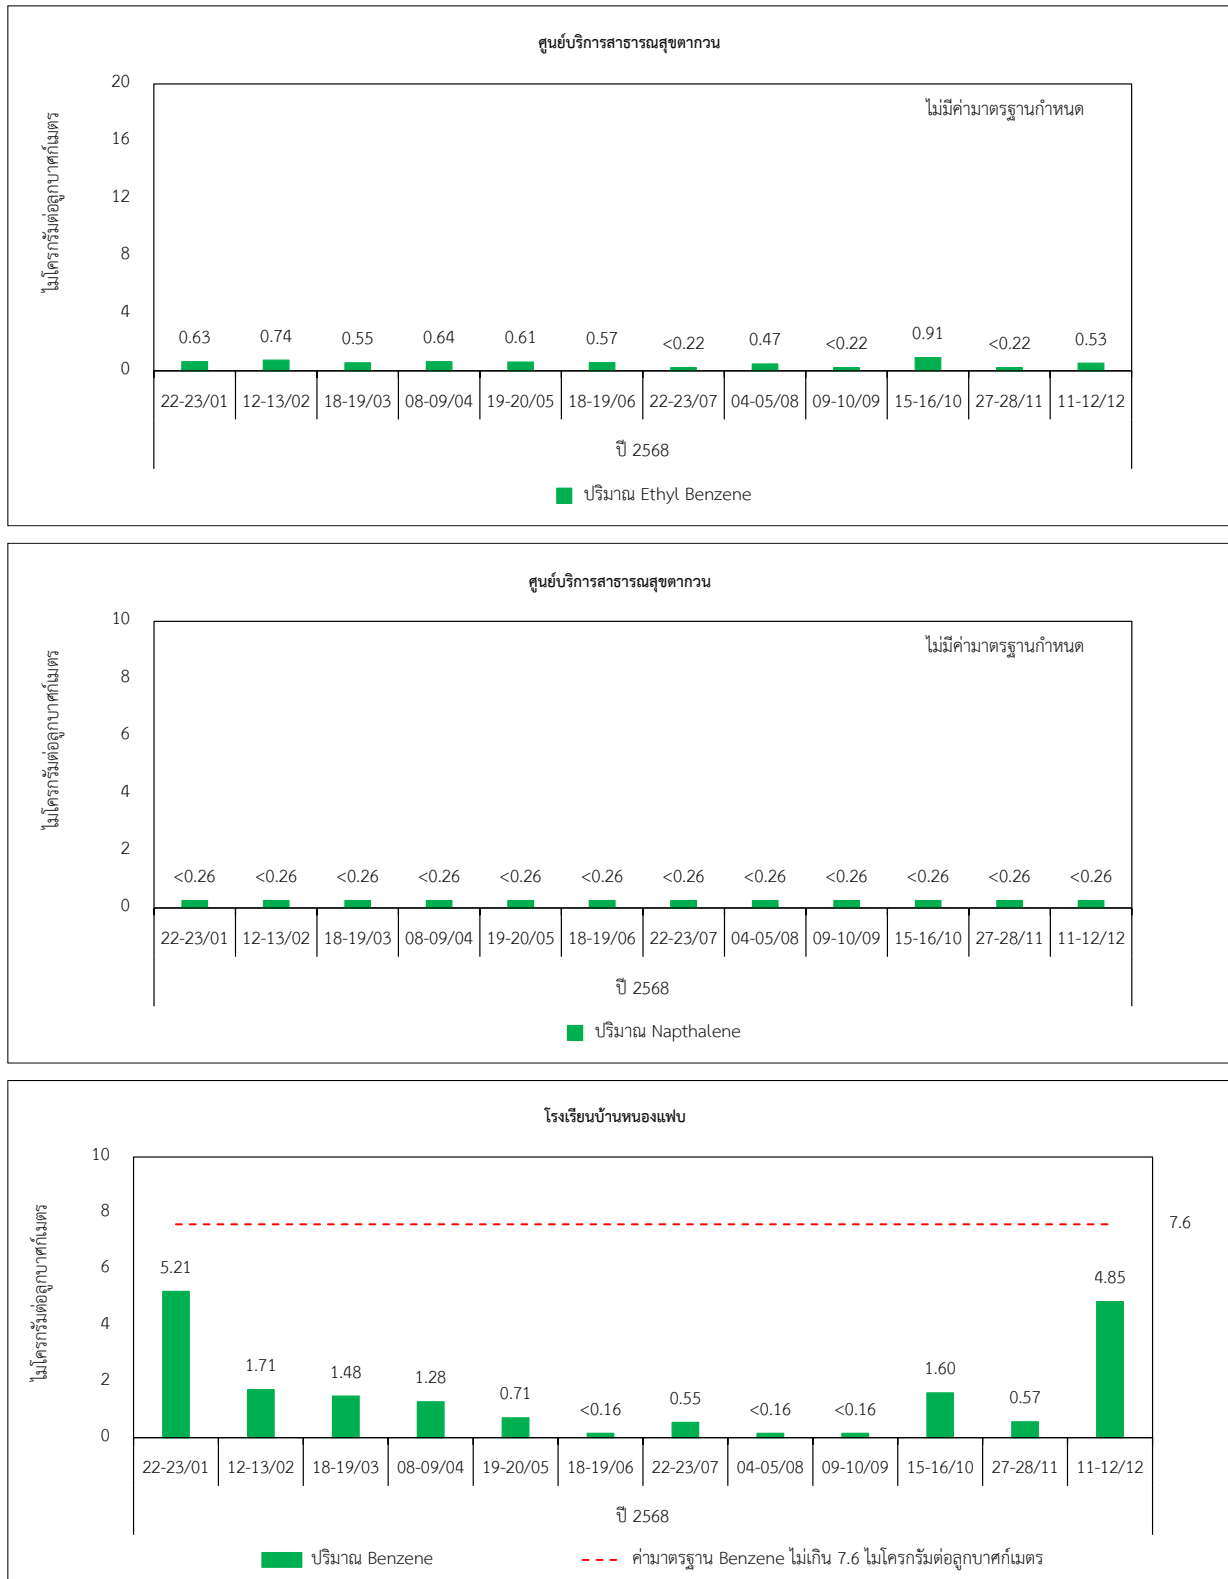 ศูนย์บริการสาธารณสุขตากวน
ไมโครกรัมต่อลูกบาศก์เมตร
20
16
12
8
4
0
ไม่มีค่ามาตรฐานกำหนด
0.63 0.74 0.55 0.64 0.61 0.57 <0.22 0.47 <0.22 0.91 <0.22 0.53
22-23/01 12-13/02 18-19/03 08-09/04 19-20/05 18-19/06 22-23/07 04-05/08 09-10/09 15-16/10 27-28/11 11-12/12
ปี 2568
ปริมาณ Ethyl Benzene
ศูนย์บริการสาธารณสุขตากวน
ไมโครกรัมต่อลูกบาศก์เมตร
10
8
6
4
2
0
ไม่มีค่ามาตรฐานกำหนด
<0.26 <0.26 <0.26 <0.26 <0.26 <0.26 <0.26 <0.26 <0.26 <0.26 <0.26 <0.26
22-23/01 12-13/02 18-19/03 08-09/04 19-20/05 18-19/06 22-23/07 04-05/08 09-10/09 15-16/10 27-28/11 11-12/12
ปี 2568
ปริมาณ Napthalene
โรงเรียนบ้านหนองแฟบ
ไมโครกรัมต่อลูกบาศก์เมตร
10
8
6
4
2
0
7.6
5.21 1.71 1.48 1.28 0.71 <0.16 0.55 <0.16 <0.16 1.60 0.57 4.85
22-23/01 12-13/02 18-19/03 08-09/04 19-20/05 18-19/06 22-23/07 04-05/08 09-10/09 15-16/10 27-28/11 11-12/12
ปี 2568
ปริมาณ Benzene ค่ามาตรฐาน Benzene ไม่เกิน 7.6 ไมโครกรัมต่อลูกบาศก์เมตร